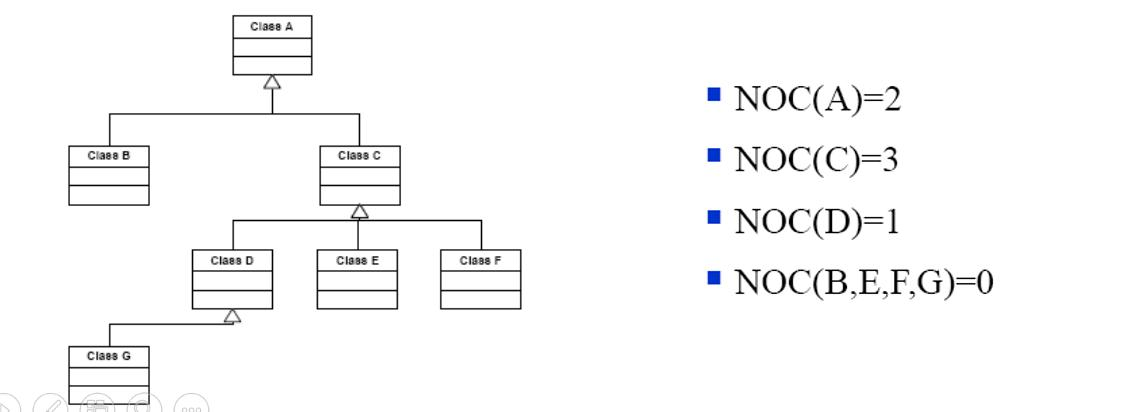 Class A
Class B
Class C
Class D
Class E
Class F
Class G
NOC(A)=2
NOC(C)=3
NOC(D)=1
NOC(B,E,F,G)=0